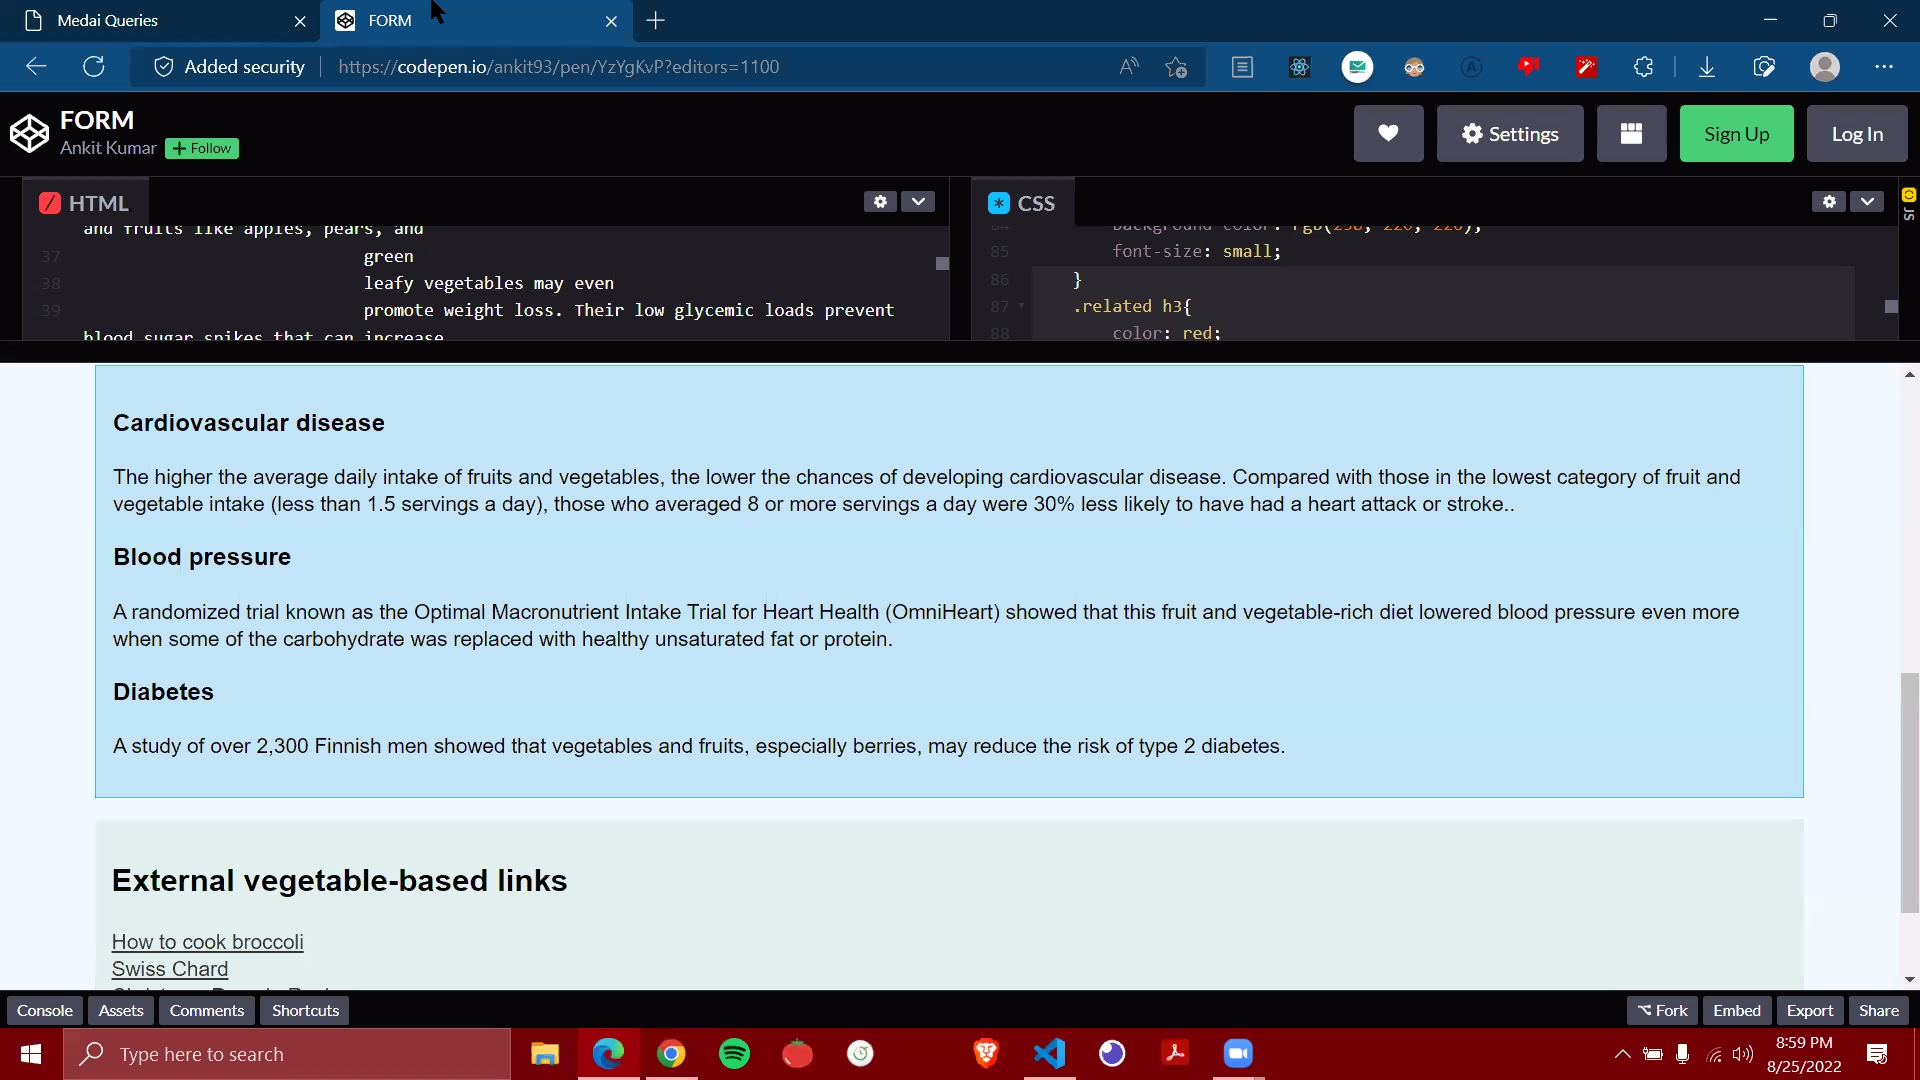 Medai Queries
FORM
Added security
https://codepen.io/ankit93/pen/YzYgKvP?editors=1100
FORM
Ankit Kumar
+ Follow
Settings
Sign Up
Log In
HTML
and fruits like apples, pears, and
37 green
38 leafy vegetables may even
39 promote weight loss. Their low glycemic loads prevent
blood sugar spikes that can increase
CSS
85 font-size: small;
86 }
87 .related h3{
88 color: red;
JS
Cardiovascular disease
The higher the average daily intake of fruits and vegetables, the lower the chances of developing cardiovascular disease. Compared with those in the lowest category of fruit and
vegetable intake (less than 1.5 servings a day), those who averaged 8 or more servings a day were 30% less likely to have had a heart attack or stroke..
Blood pressure
A randomized trial known as the Optimal Macronutrient Intake Trial for Heart Health (OmniHeart) showed that this fruit and vegetable-rich diet lowered blood pressure even more
when some of the carbohydrate was replaced with healthy unsaturated fat or protein.
Diabetes
A study of over 2,300 Finnish men showed that vegetables and fruits, especially berries, may reduce the risk of type 2 diabetes.
External vegetable-based links
How to cook broccoli
Swiss Chard
Console
Assets
Comments
Shortcuts
Fork
Embed
Export
Share
Type here to search
8:59 PM
8/25/2022